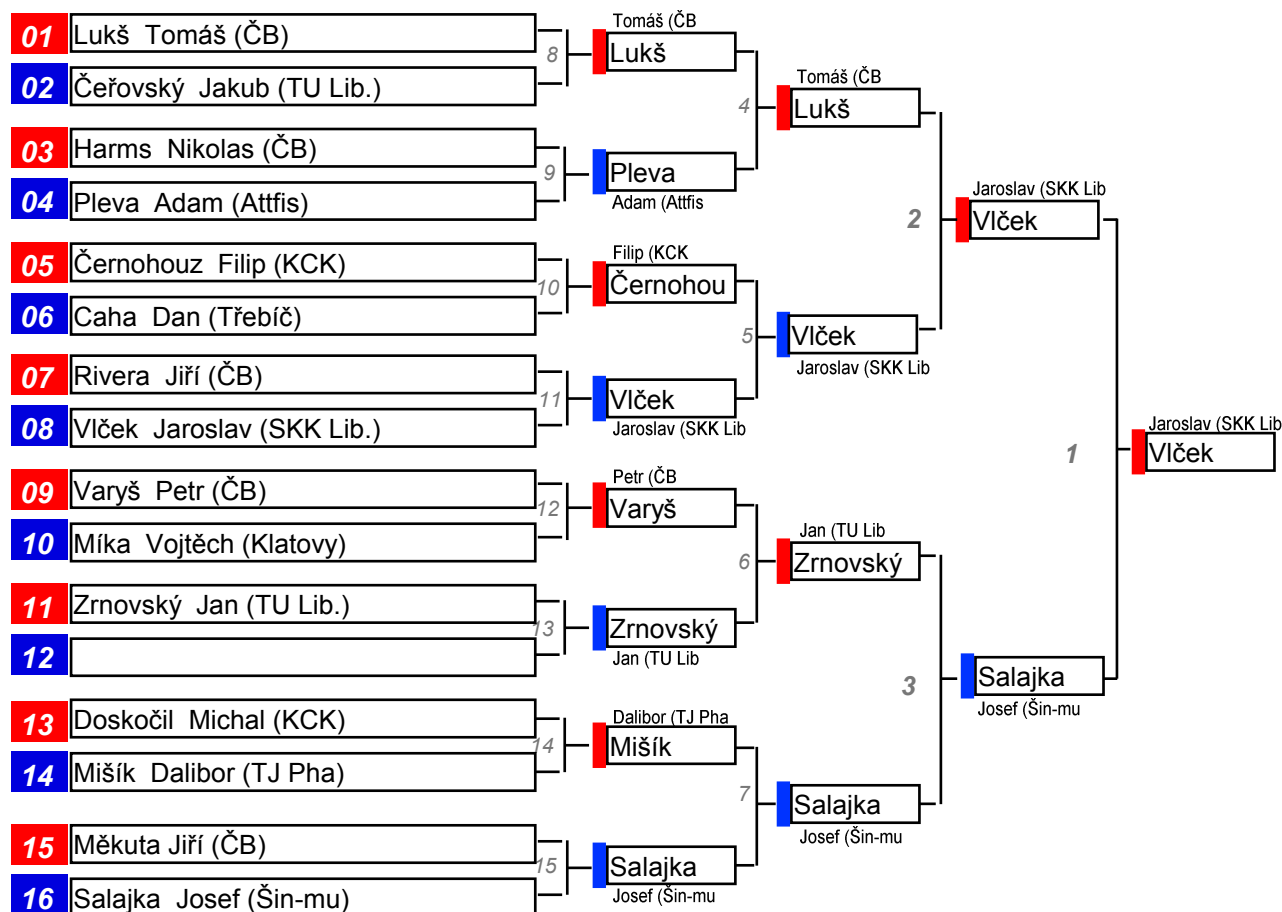 01 Lukš Tomáš (ČB)
02 Čeřovský Jakub (TU Lib.)
03 Harms Nikolas (ČB)
04 Pleva Adam (Attfis)
05 Černohouz Filip (KCK)
06 Caha Dan (Třebíč)
07 Rivera Jiří (ČB)
08 Vlček Jaroslav (SKK Lib.)
09 Varyš Petr (ČB)
10 Míka Vojtěch (Klatovy)
11 Zrnovský Jan (TU Lib.)
12
13 Doskočil Michal (KCK)
14 Mišík Dalibor (TJ Pha)
15 Měkuta Jiří (ČB)
16 Salajka Josef (Šin-mu)
8
Tomáš (ČB
Lukš
9
Pleva
Adam (Attfis
10
Filip (KCK
Černohou
11
Vlček
Jaroslav (SKK Lib
12
Petr (ČB
Varyš
13
Zrnovský
Jan (TU Lib
14
Dalibor (TJ Pha
Mišík
15
Salajka
Josef (Šin-mu
4
Tomáš (ČB
Lukš
5
Vlček
Jaroslav (SKK Lib
6
Jan (TU Lib
Zrnovský
7
Salajka
Josef (Šin-mu
2
Jaroslav (SKK Lib
Vlček
3
Salajka
Josef (Šin-mu
1
Jaroslav (SKK Lib
Vlček